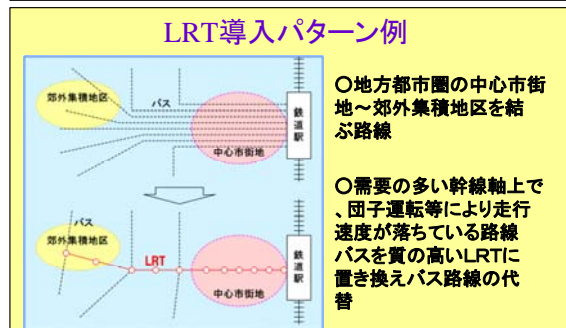 LRT導入パターン例
郊外集積地区
バス
鉄道駅
中心市街地
バス
郊外集積地区
LRT
鉄道駅
中心市街地
○地方都市圏の中心市街
地~郊外集積地区を結
ぶ路線
○需要の多い幹線軸上で
、団子運転等により走行
速度が落ちている路線
バスを質の高いLRTに
置き換えバス路線の代
替